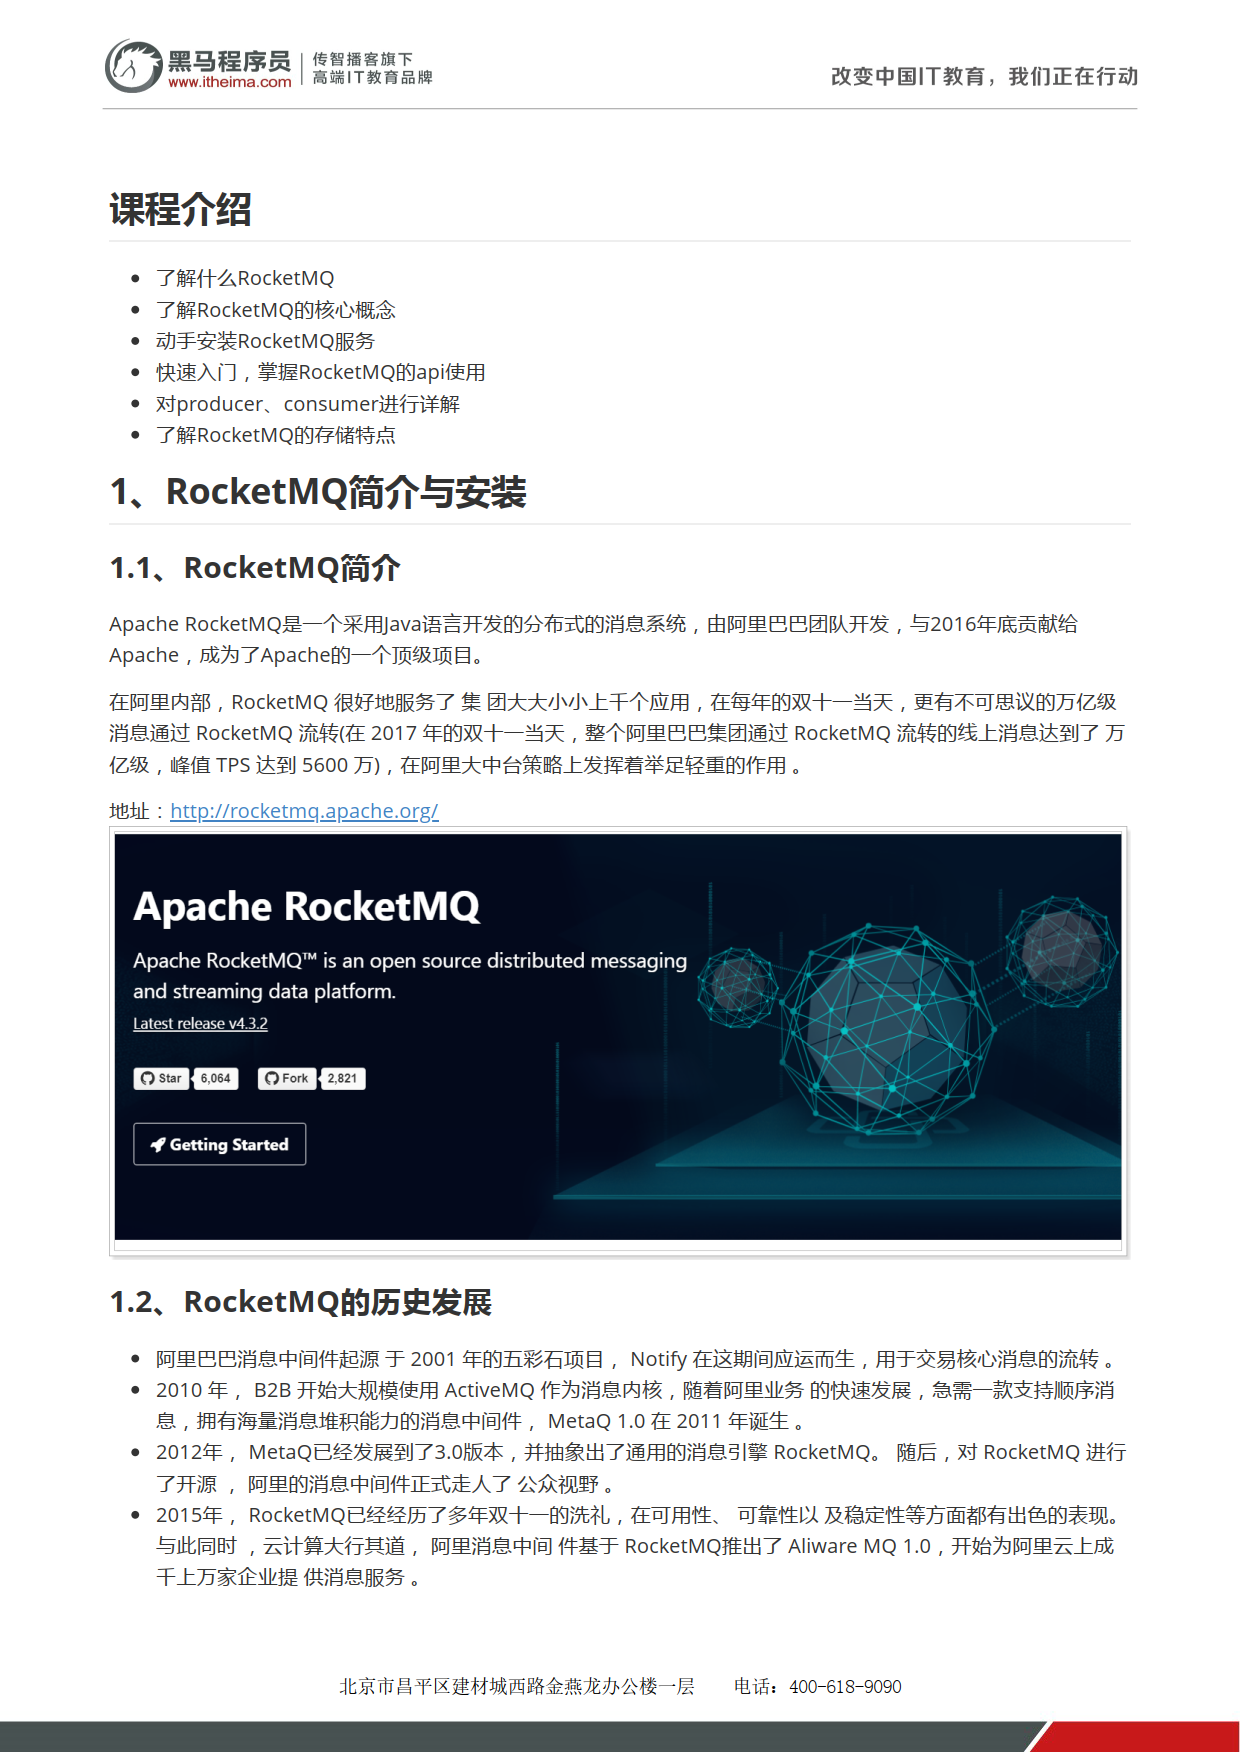 黑马程序员
www.itheima.com
传智播客旗下
高端IT教育品牌
改变中国IT教育，我们正在行动
课程介绍
了解什么RocketMQ
了解RocketMQ的核心概念
动手安装RocketMQ服务
快速入门，掌握RocketMQ的api使用
对producer、consumer进行详解
了解RocketMQ的存储特点
1、RocketMQ简介与安装
1.1、RocketMQ简介
Apache RocketMQ是一个采用Java语言开发的分布式的消息系统，由阿里巴巴团队开发，与2016年底贡献给
Apache，成为了Apache的一个顶级项目。
在阿里内部，RocketMQ 很好地服务了 集 团大大小小上千个应用，在每年的双十一当天，更有不可思议的万亿级
消息通过 RocketMQ 流转(在 2017 年的双十一当天，整个阿里巴巴集团通过 RocketMQ 流转的线上消息达到了 万
亿级，峰值 TPS 达到 5600 万)，在阿里大中台策略上发挥着举足轻重的作用 。
地址：http://rocketmq.apache.org/
Apache RocketMQ
Apache RocketMQ™ is an open source distributed messaging
and streaming data platform.
Latest release v4.3.2
Star 6,064 Fork 2,821
Getting Started
1.2、RocketMQ的历史发展
阿里巴巴消息中间件起源 于 2001 年的五彩石项目， Notify 在这期间应运而生，用于交易核心消息的流转 。
2010 年， B2B 开始大规模使用 ActiveMQ 作为消息内核，随着阿里业务 的快速发展，急需一款支持顺序消
息，拥有海量消息堆积能力的消息中间件， MetaQ 1.0 在 2011 年诞生 。
2012年， MetaQ已经发展到了3.0版本，并抽象出了通用的消息引擎 RocketMQ。 随后，对 RocketMQ 进行
了开源 ， 阿里的消息中间件正式走人了 公众视野 。
2015年， RocketMQ已经经历了多年双十一的洗礼，在可用性、 可靠性以 及稳定性等方面都有出色的表现。
与此同时 ，云计算大行其道， 阿里消息中间 件基于 RocketMQ推出了 Aliware MQ 1.0，开始为阿里云上成
千上万家企业提 供消息服务 。
北京市昌平区建材城西路金燕龙办公楼一层 电话：400-618-9090